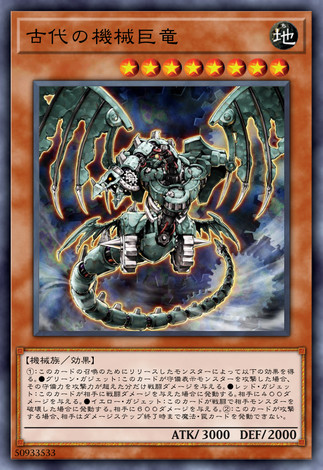 古代の機械巨竜
地
【機械族/効果】
①:このカードの召喚のためにリリースしたモンスターによって以下の効果を得
る。●グリーン・ガジェット:このカードが守備表示モンスターを攻撃した場合、
その守備力を攻撃力が超えた分だけ戦闘ダメージを与える。●レッド・ガジェッ
ト:このカードが相手に戦闘ダメージを与えた場合に発動する。相手に400ダ
メージを与える。●イエロー・ガジェット:このカードが戦闘で相手モンスターを
破壊した場合に発動する。相手に600ダメージを与える。②:このカードが攻撃
する場合、相手はダメージステップ終了時まで魔法・罠カードを発動できない。
ATK/3000 DEF/2000
50933533